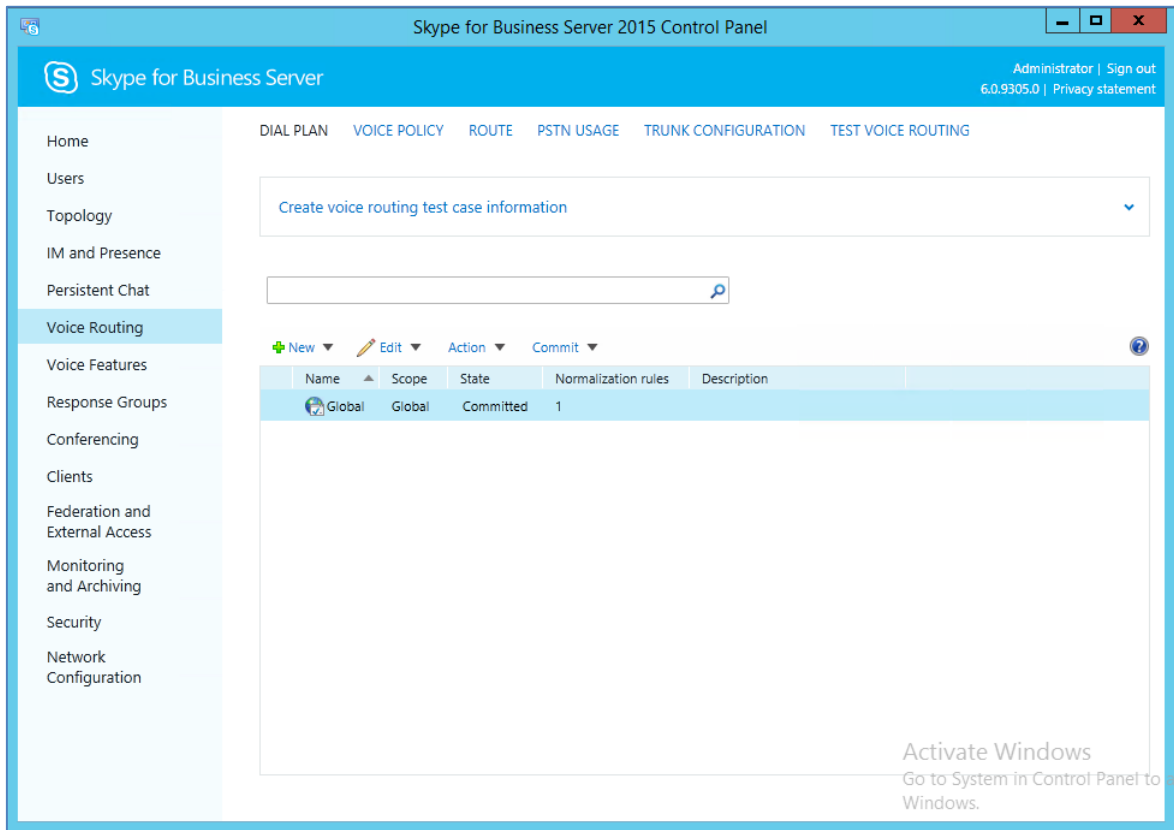 Skype for Business Server 2015 Control Panel
Skype for Business Server
Administrator | Sign out
6.0.9305.0 | Privacy statement
Home
Users
Topology
IM and Presence
Persistent Chat
Voice Routing
Voice Features
Response Groups
Conferencing
Clients
Federation and
External Access
Monitoring
and Archiving
Security
Network
Configuration
DIAL PLAN VOICE POLICY ROUTE PSTN USAGE TRUNK CONFIGURATION TEST VOICE ROUTING
Create voice routing test case information
New Edit Action Commit
Name Scope State Normalization rules Description
Global Global Committed 1
Activate Windows
Go to System in Control Panel to
Windows.